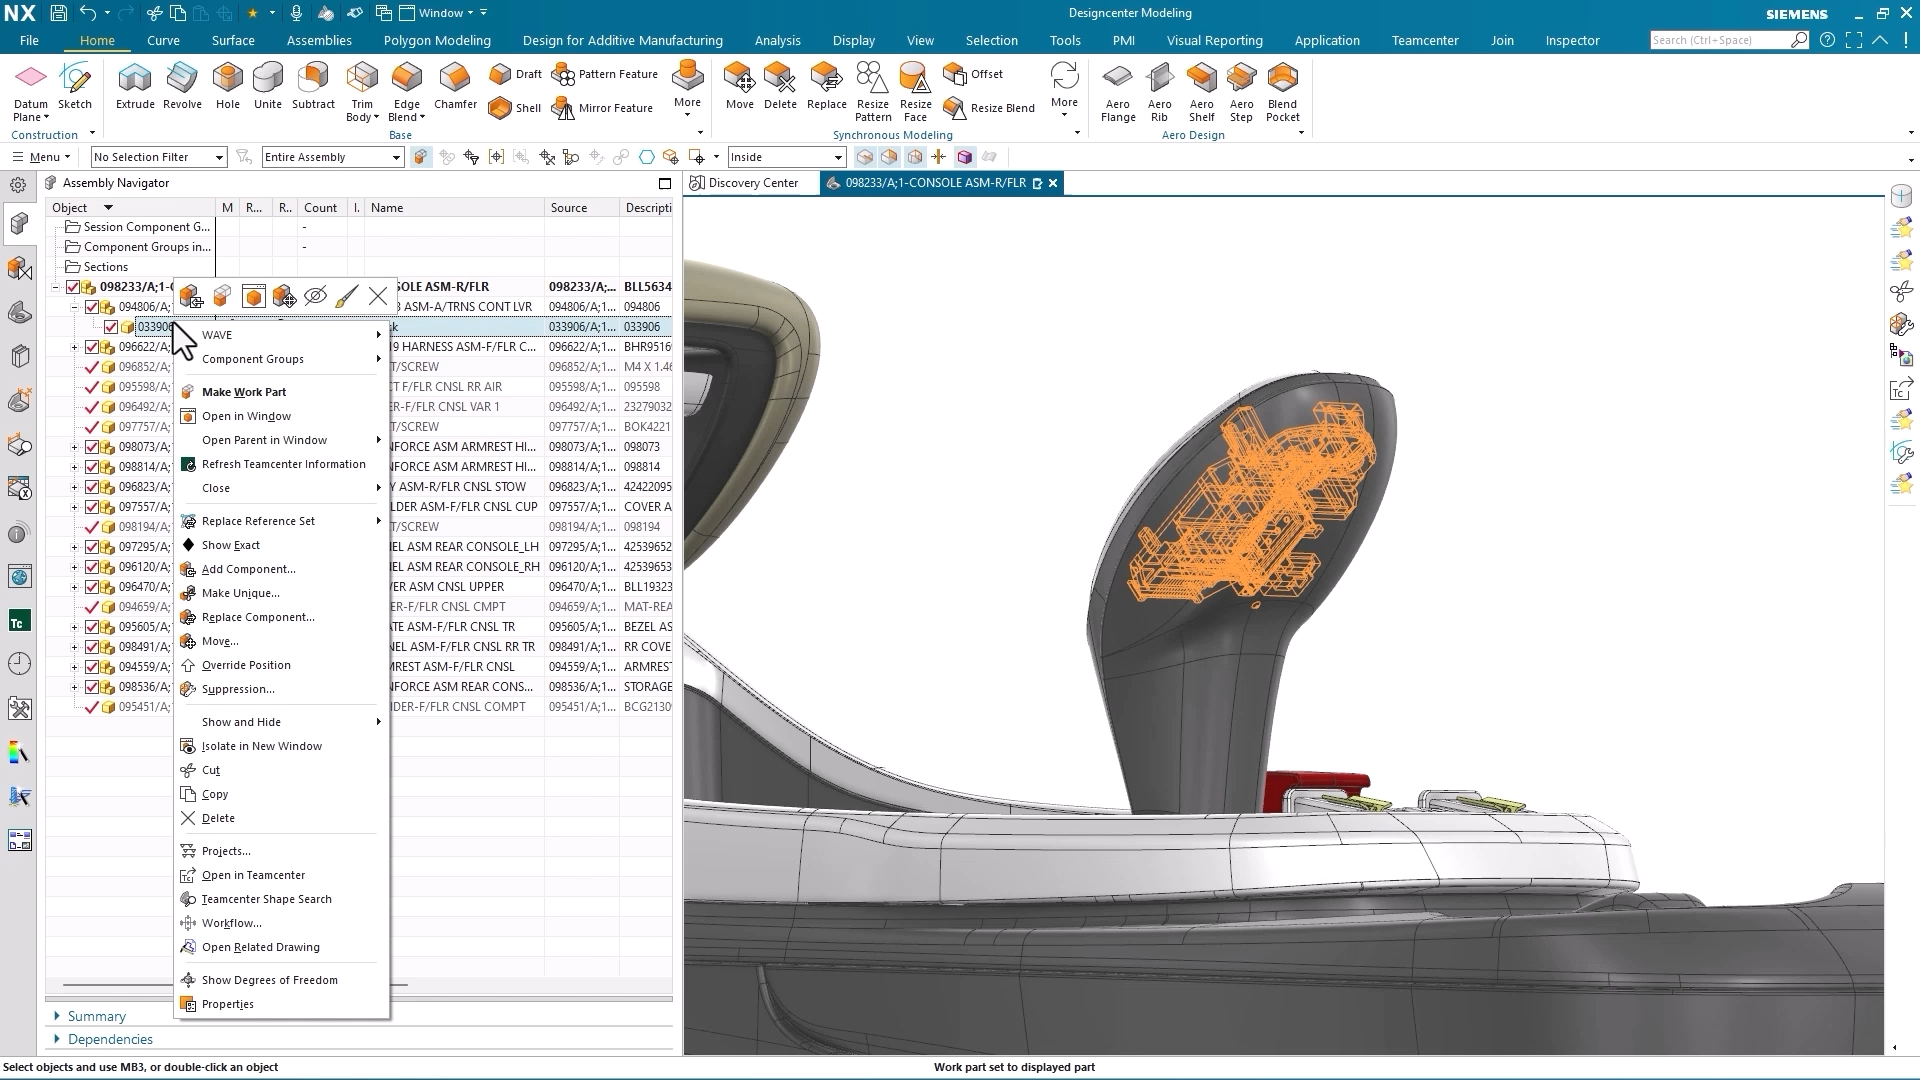 NX Window Designcenter Modeling SIEMENS
File Home Curve Surface Assemblies Polygon Modeling Design for Additive Manufacturing Analysis Display View Selection Tools PMI Visual Reporting Application Teamcenter Join Inspector Search (Ctrl+Space)
Datum Plane Sketch Extrude Revolve Hole Unite Subtract Trim Body Edge Blend Chamfer Draft Shell Pattern Feature Mirror Feature More Move Delete Replace Resize Pattern Resize Face Offset Resize Blend More Aero Flange Aero Rib Aero Shelf Aero Step Blend Pocket
Construction Base Synchronous Modeling Aero Design
Menu No Selection Filter Entire Assembly Inside
Assembly Navigator
Discovery Center 098233/A;1-CONSOLE ASM-R/FLR
Object M R... R.. Count I. Name Source Descripti
Session Component G... -
Component Groups in... -
Sections
098233/A;1-C SOLE ASM-R/FLR 098233/A;... BLL5634
094806/A; 3 ASM-A/TRNS CONT LVR 094806/A;1... 094806
033906 k 033906/A;1... 033906
096622/A; 19 HARNESS ASM-F/FLR C... 096622/A;1... BHR9516
096852/A; T/SCREW 096852/A;1... M4 X 1.46
095598/A; CT F/FLR CNSL RR AIR 095598/A;1... 095598
096492/A; ER-F/FLR CNSL VAR 1 096492/A;1... 23279032
097757/A; T/SCREW 097757/A;1... BOK4221
098073/A; NFORCE ASM ARMREST HI... 098073/A;1... 098073
098814/A; NFORCE ASM ARMREST HI... 098814/A;1... 098814
096823/A; Y ASM-R/FLR CNSL STOW 096823/A;1... 42422095
097557/A; LDER ASM-F/FLR CNSL CUP 097557/A;1... COVER A
098194/A; T/SCREW 098194/A;1... 098194
097295/A; NEL ASM REAR CONSOLE_LH 097295/A;1... 42539652
096120/A; NEL ASM REAR CONSOLE_RH 096120/A;1... 42539653
096470/A; VER ASM CNSL UPPER 096470/A;1... BLL19323
094659/A; ER-F/FLR CNSL CMPT 094659/A;1... MAT-REA
095605/A; ATE ASM-F/FLR CNSL TR 095605/A;1... BEZEL AS
098491/A; NEL ASM-F/FLR CNSL RR TR 098491/A;1... RR COVE
094559/A; MREST ASM-F/FLR CNSL 094559/A;1... ARMREST
098536/A; NFORCE ASM REAR CONS... 098536/A;1... STORAGE
095451/A; DER-F/FLR CNSL COMPT 095451/A;1... BCG2130
WAVE
Component Groups
Make Work Part
Open in Window
Open Parent in Window
Refresh Teamcenter Information
Close
Replace Reference Set
Show Exact
Add Component...
Make Unique...
Replace Component...
Move...
Override Position
Suppression...
Show and Hide
Isolate in New Window
Cut
Copy
Delete
Projects...
Open in Teamcenter
Teamcenter Shape Search
Workflow...
Open Related Drawing
Show Degrees of Freedom
Properties
Tc
Tc
Summary
Dependencies
Select objects and use MB3, or double-click an object Work part set to displayed part